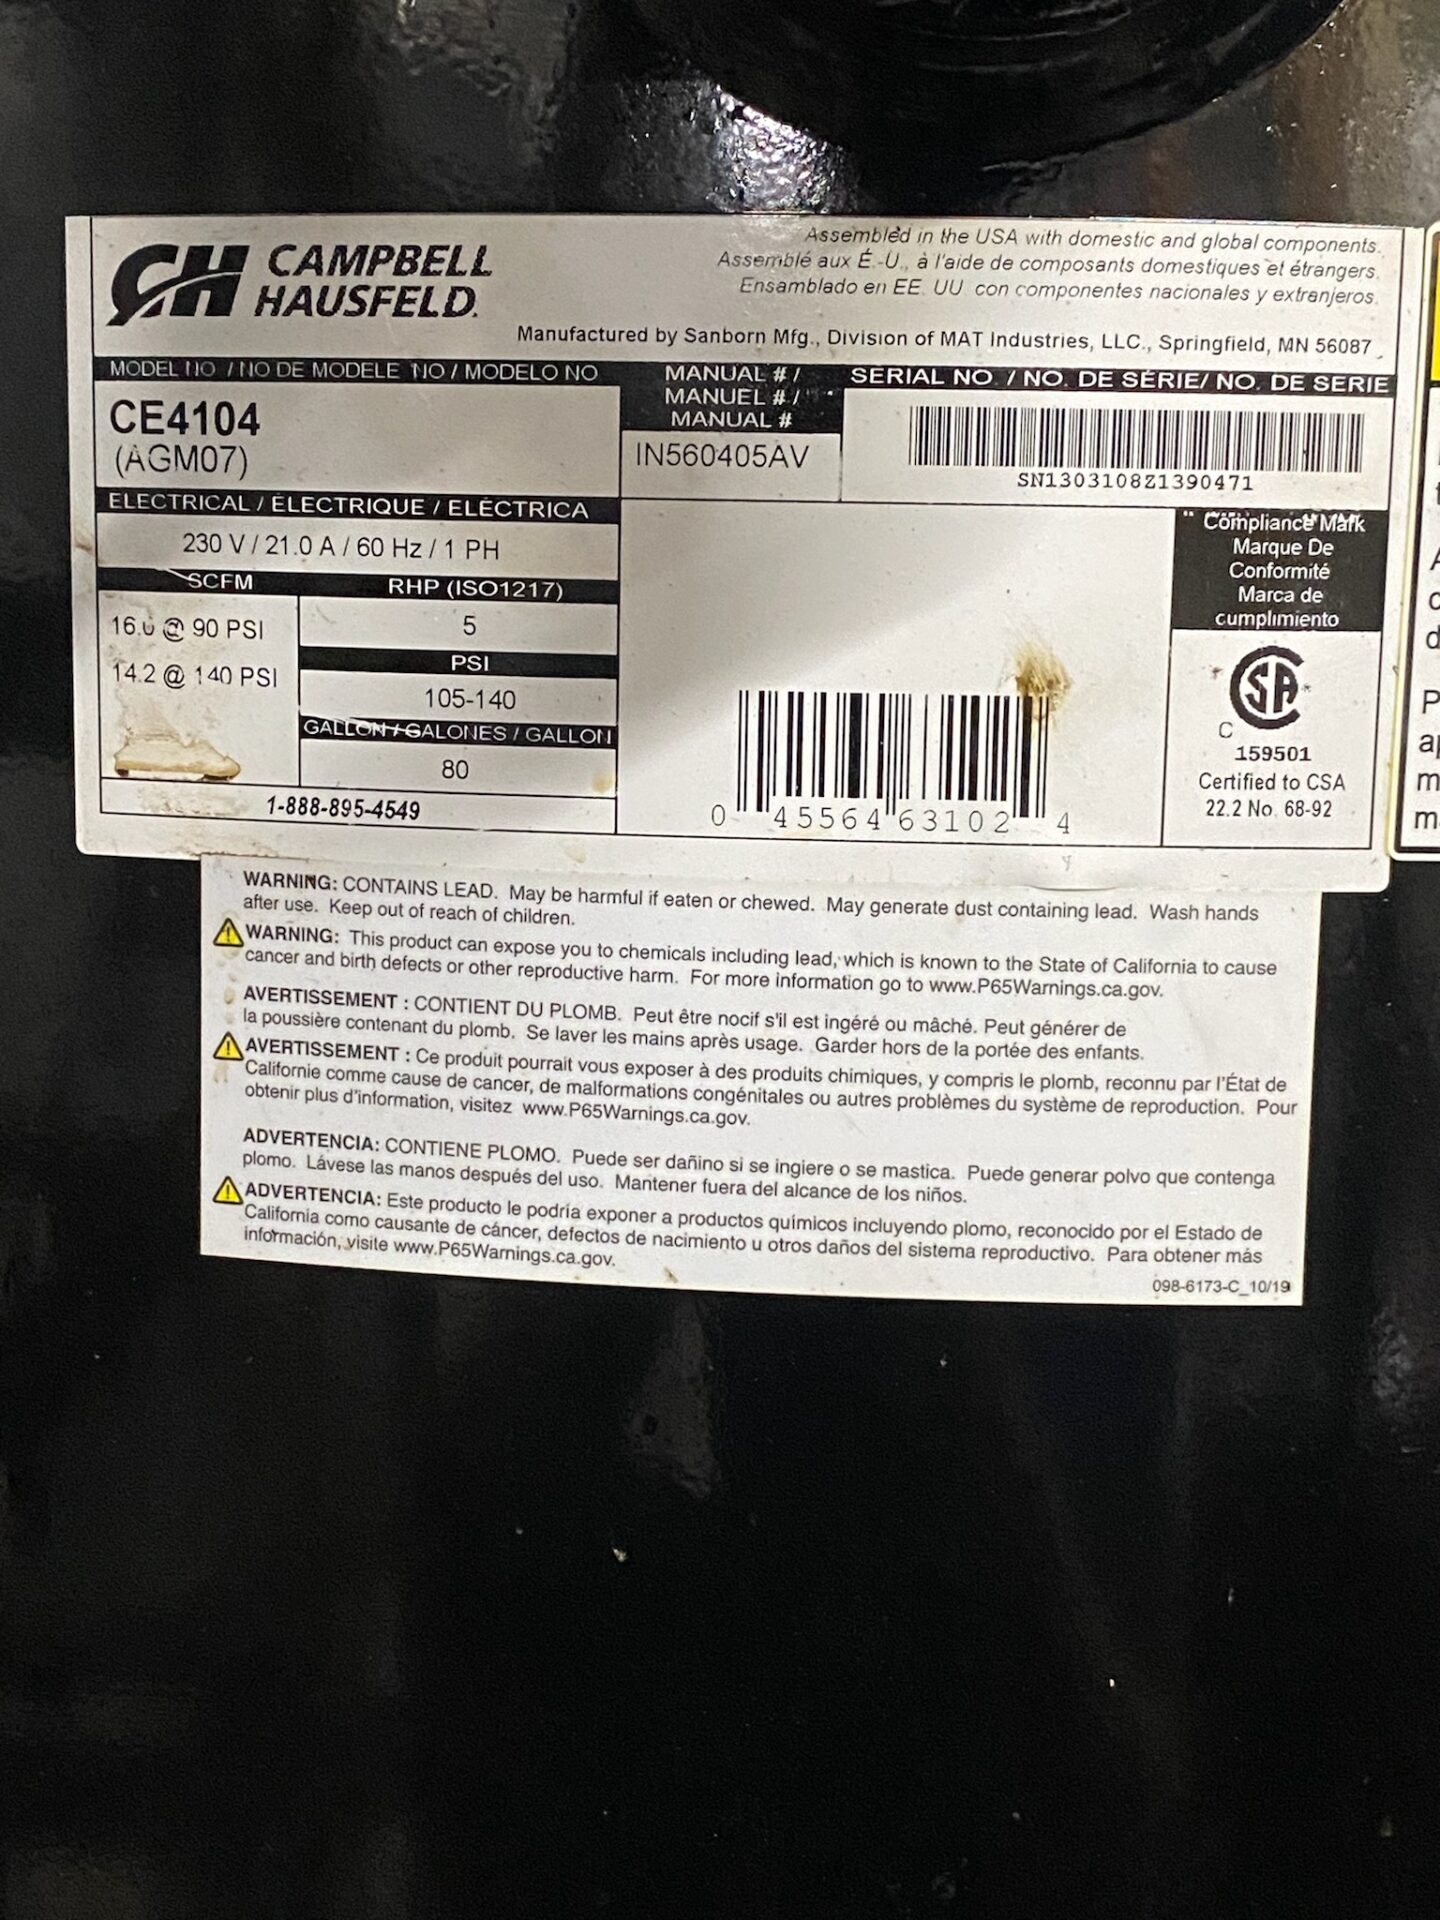 CH CAMPBELL
HAUSFELD.
Assembled in the USA with domestic and global components.
Assemblé aux É.-U., à l'aide de composants domestiques et étrangers.
Ensamblado en EE. UU. con componentes nacionales y extranjeros.
Manufactured by Sanborn Mfg., Division of MAT Industries, LLC., Springfield, MN 56087
MODEL NO / NO DE MODELE NO / MODELO NO
CE4104
(AGM07)
MANUAL # /
MANUEL # /
MANUAL #
IN560405AV
SERIAL NO. / NO. DE SÉRIE/ NO. DE SERIE
SN1303108Z1390471
ELECTRICAL / ÉLECTRIQUE / ELÉCTRICA
230 V / 21.0 A / 60 Hz / 1 PH
SCFM
@ 90 PSI
14.2 @ 140 PSI
RHP (ISO1217)
5
PSI
105-140
GALLON / GALONES / GALLON
80
1-888-895-4549
0 45564 63102 4
Compliance Mark
Marque De
Conformité
Marca de
cumplimiento
CSA
C
159501
Certified to CSA
22.2 No. 68-92
WARNING: CONTAINS LEAD. May be harmful if eaten or chewed. May generate dust containing lead. Wash hands
after use. Keep out of reach of children.
WARNING: This product can expose you to chemicals including lead, which is known to the State of California to cause
cancer and birth defects or other reproductive harm. For more information go to www.P65Warnings.ca.gov.
AVERTISSEMENT : CONTIENT DU PLOMB. Peut être nocif s'il est ingéré ou mâché. Peut générer de
la poussière contenant du plomb. Se laver les mains après usage. Garder hors de la portée des enfants.
AVERTISSEMENT : Ce produit pourrait vous exposer à des produits chimiques, y compris le plomb, reconnu par l'État de
Californie comme cause de cancer, de malformations congénitales ou autres problèmes du système de reproduction. Pour
obtenir plus d'information, visitez www.P65Warnings.ca.gov.
ADVERTENCIA: CONTIENE PLOMO. Puede ser dañino si se ingiere o se mastica. Puede generar polvo que contenga
plomo. Lávese las manos después del uso. Mantener fuera del alcance de los niños.
ADVERTENCIA: Este producto le podría exponer a productos químicos incluyendo plomo, reconocido por el Estado de
California como causante de cáncer, defectos de nacimiento u otros daños del sistema reproductivo. Para obtener más
información, visite www.P65Warnings.ca.gov.
098-6173-C_10/19